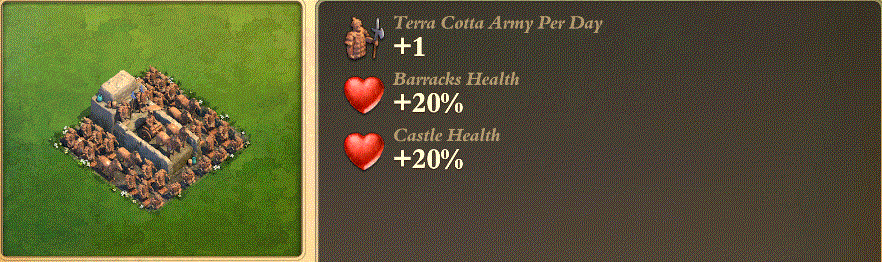 Terra Cotta Army Per Day
+1
Barracks Health
+20%
Castle Health
+20%